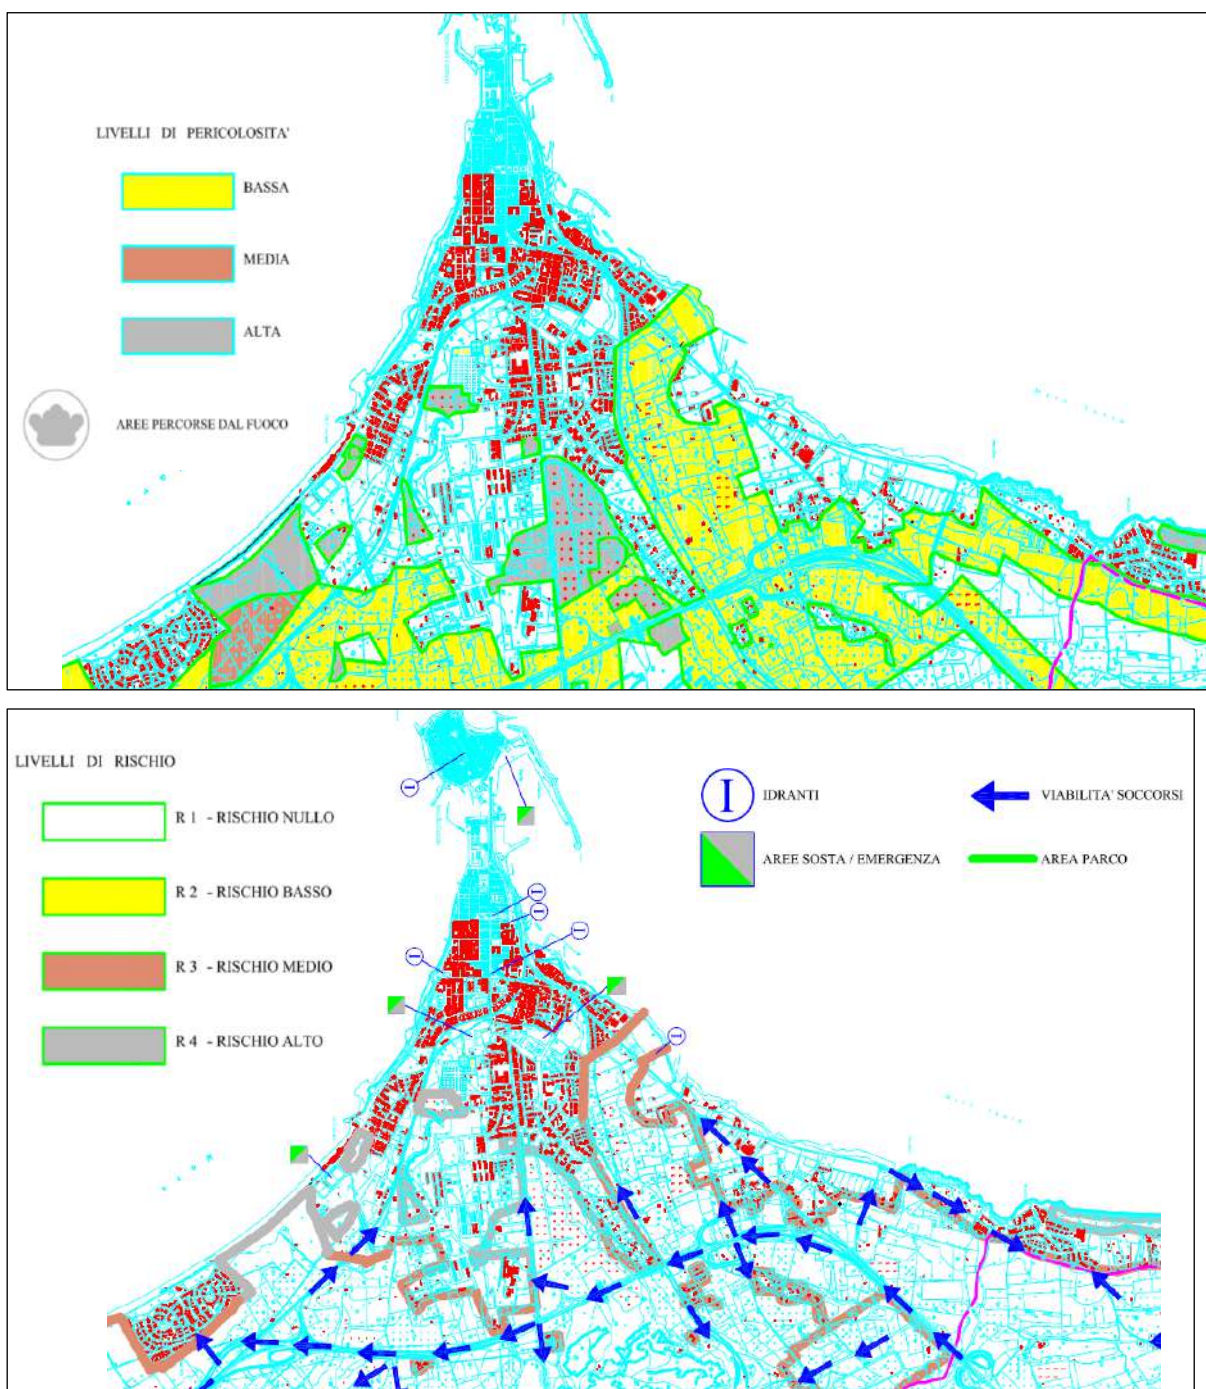 LIVELLI DI PERICOLOSITA'
BASSA
MEDIA
ALTA
AREE PERCORSE DAL FUOCO
LIVELLI DI RISCHIO
R 1 - RISCHIO NULLO
R 2 - RISCHIO BASSO
R 3 - RISCHIO MEDIO
R 4 - RISCHIO ALTO
I IDRANTI
VIABILITA' SOCCORSI
AREE SOSTA / EMERGENZA
AREA PARCO
I
I
I
I
I
I